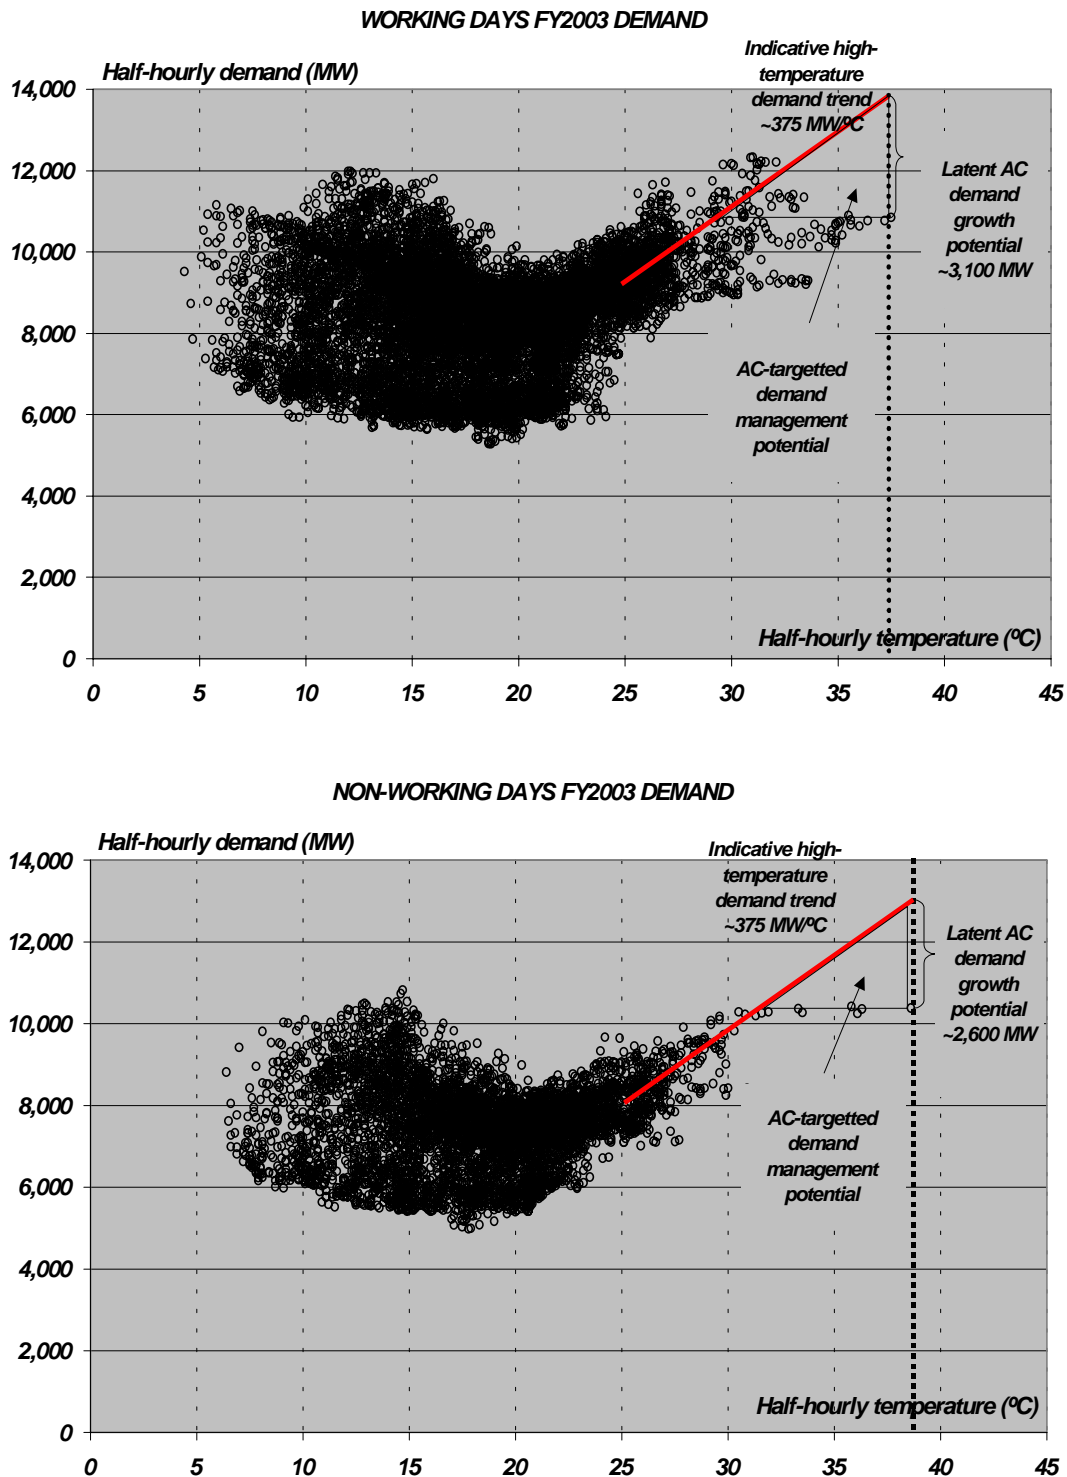 WORKING DAYS FY2003 DEMAND
Half-hourly demand (MW)
Indicative high-
temperature
demand trend
~375 MW/ºC
14,000
12,000
10,000
8,000
6,000
4,000
2,000
0
Latent AC
demand
growth
potential
~3,100 MW
AC-targetted
demand
management
potential
Half-hourly temperature (ºC)
0 5 10 15 20 25 30 35 40 45
NON-WORKING DAYS FY2003 DEMAND
Half-hourly demand (MW)
Indicative high-
temperature
demand trend
~375 MW/ºC
14,000
12,000
10,000
8,000
6,000
4,000
2,000
0
Latent AC
demand
growth
potential
~2,600 MW
AC-targetted
demand
management
potential
Half-hourly temperature (ºC)
0 5 10 15 20 25 30 35 40 45